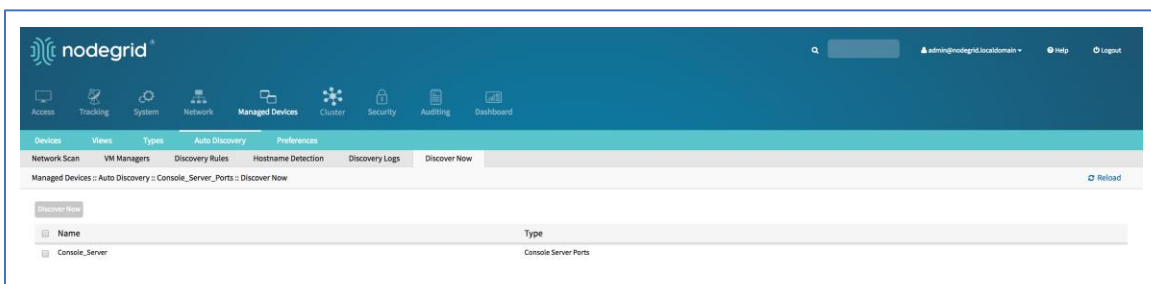 nodegrid
admin@nodegrid.localdomain Help Logout
Access Tracking System Network Managed Devices Cluster Security Auditing Dashboard
Devices Views Types Auto Discovery Preferences
Network Scan VM Managers Discovery Rules Hostname Detection Discovery Logs Discover Now
Managed Devices :: Auto Discovery :: Console_Server_Ports :: Discover Now Reload
Discover Now
Name Type
Console_Server Console Server Ports